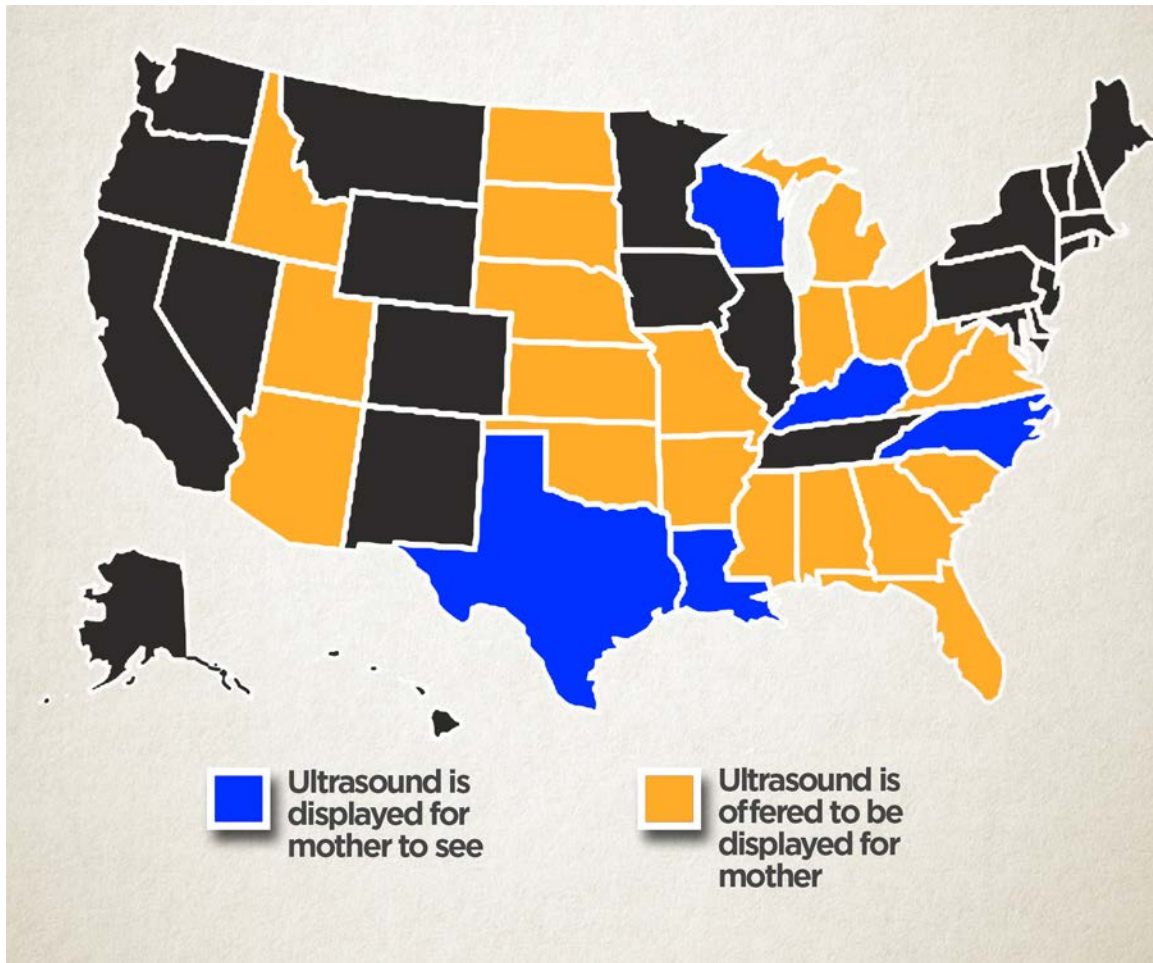 Ultrasound is
displayed for
mother to see
Ultrasound is
offered to be
displayed for
mother